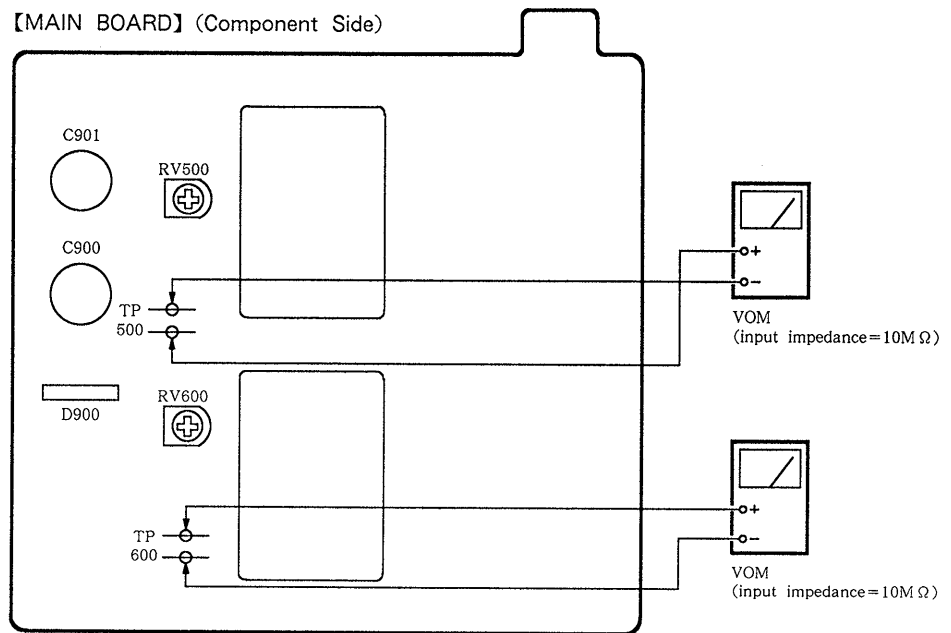 【MAIN BOARD】(Component Side)
C901
RV500
C900
TP
500
+
−
VOM
(input impedance=10MΩ)
D900
RV600
TP
600
+
−
VOM
(input impedance=10MΩ)